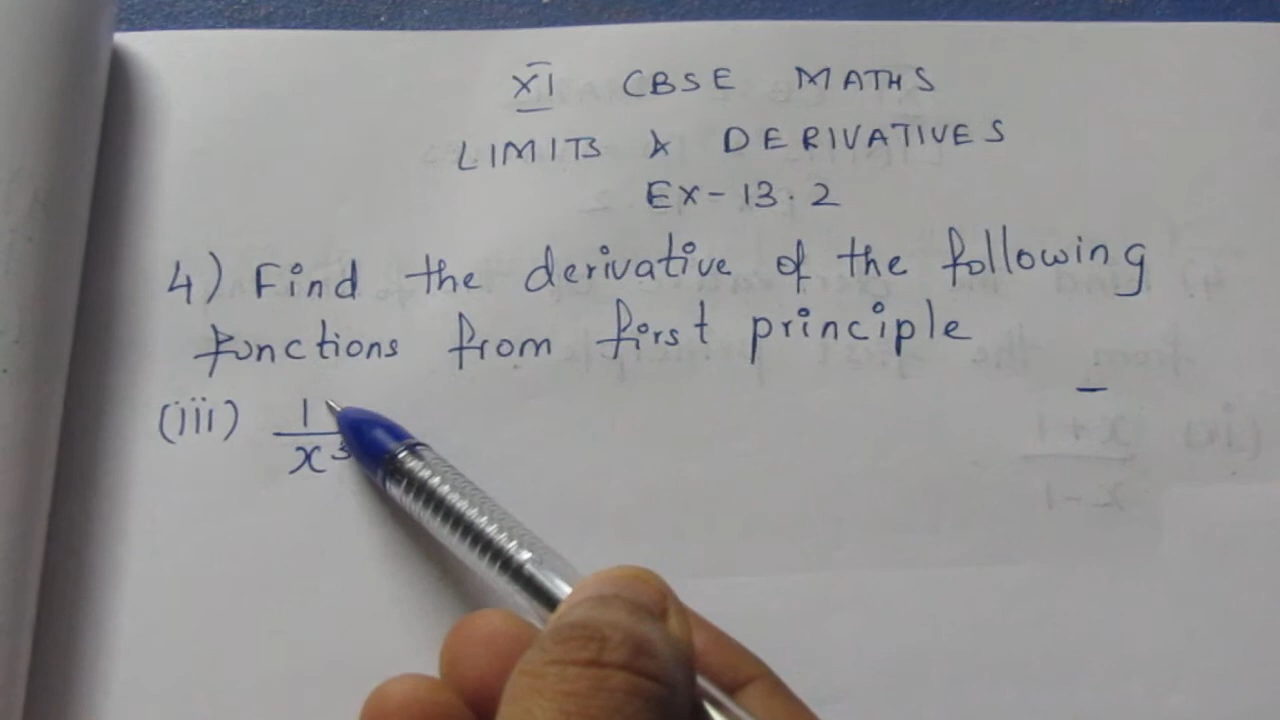 XI CBSE MATHS
LIMITS & DERIVATIVES
EX-13.2
4) Find the derivative of the following
functions from first principle
(iii) 1
x³